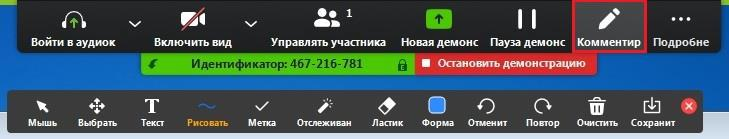 1
Войти в аудиок Включить вид Управлять участника Новая демонс Пауза демонс Комментир Подробне
Идентификатор: 467-216-781 Остановить демонстрацию
Мышь Выбрать Текст Рисовать Метка Отслеживан Ластик Форма Отменит Повтор Очистить Сохранит